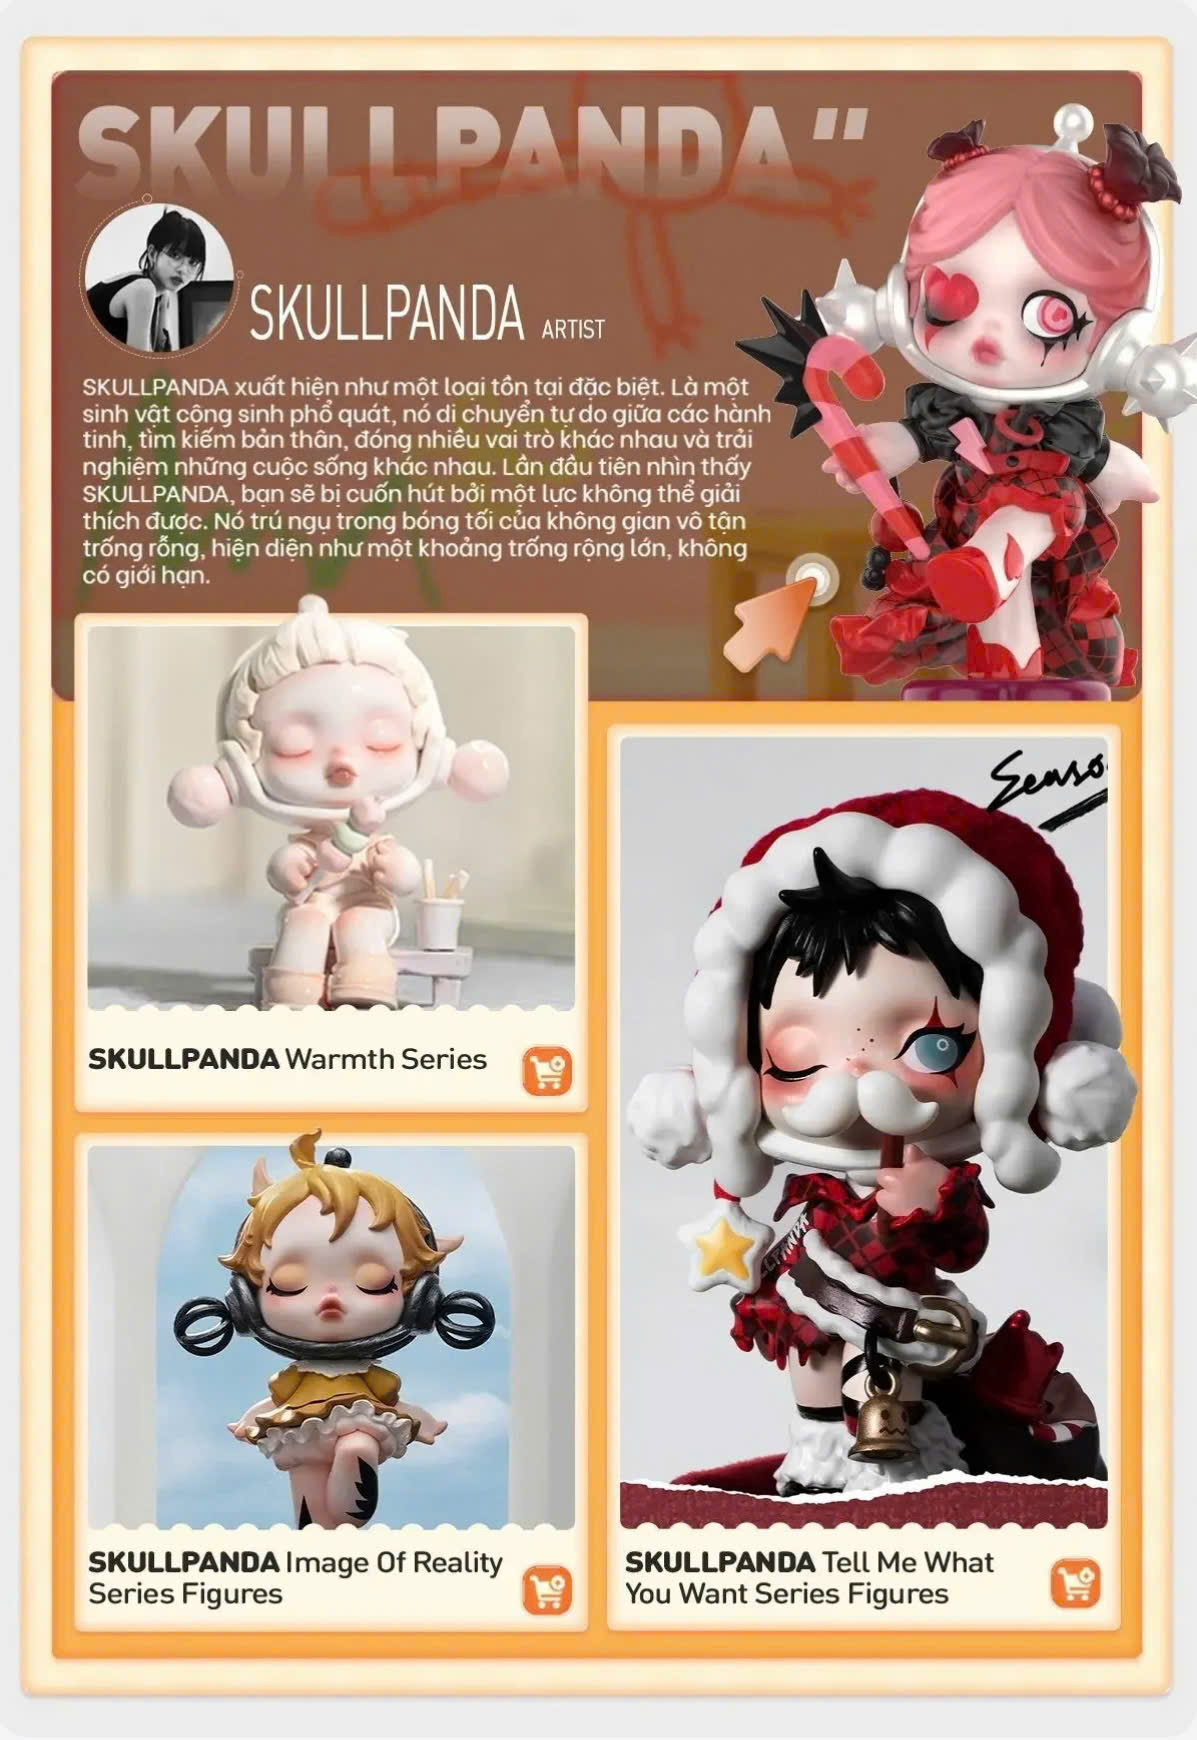 SKULLPANDA"
SKULLPANDA ARTIST
SKULLPANDA xuất hiện như một loại tồn tại đặc biệt. Là một
sinh vật cộng sinh phổ quát, nó di chuyển tự do giữa các hành
tinh, tìm kiếm bản thân, đóng nhiều vai trò khác nhau và trải
nghiệm những cuộc sống khác nhau. Lần đầu tiên nhìn thấy
SKULLPANDA, bạn sẽ bị cuốn hút bởi một lực không thể giải
thích được. Nó trú ngụ trong bóng tối của không gian vô tận
trống rỗng, hiện diện như một khoảng trống rộng lớn, không
có giới hạn.
SKULLPANDA Warmth Series
Seaso
SKULLPANDA Image Of Reality
Series Figures
LLPANDA
SKULLPANDA Tell Me What
You Want Series Figures